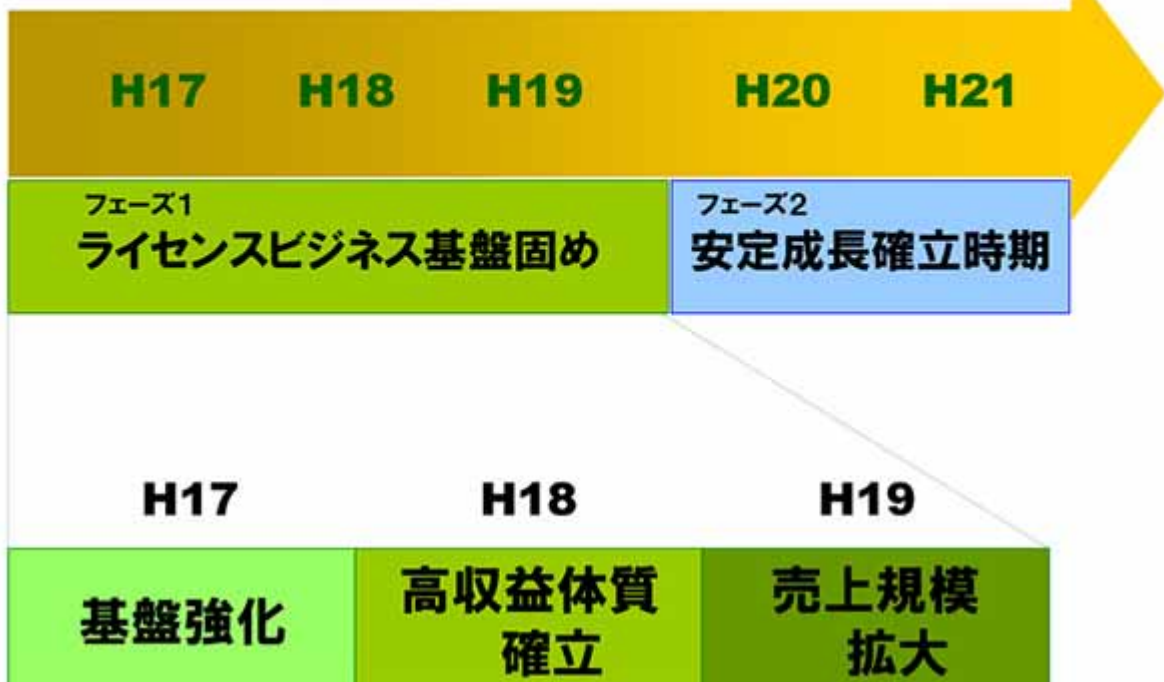 H17 H18 H19 H20 H21
フェーズ1
ライセンスビジネス基盤固め
フェーズ2
安定成長確立時期
H17 H18 H19
基盤強化
高収益体質
確立
売上規模
拡大